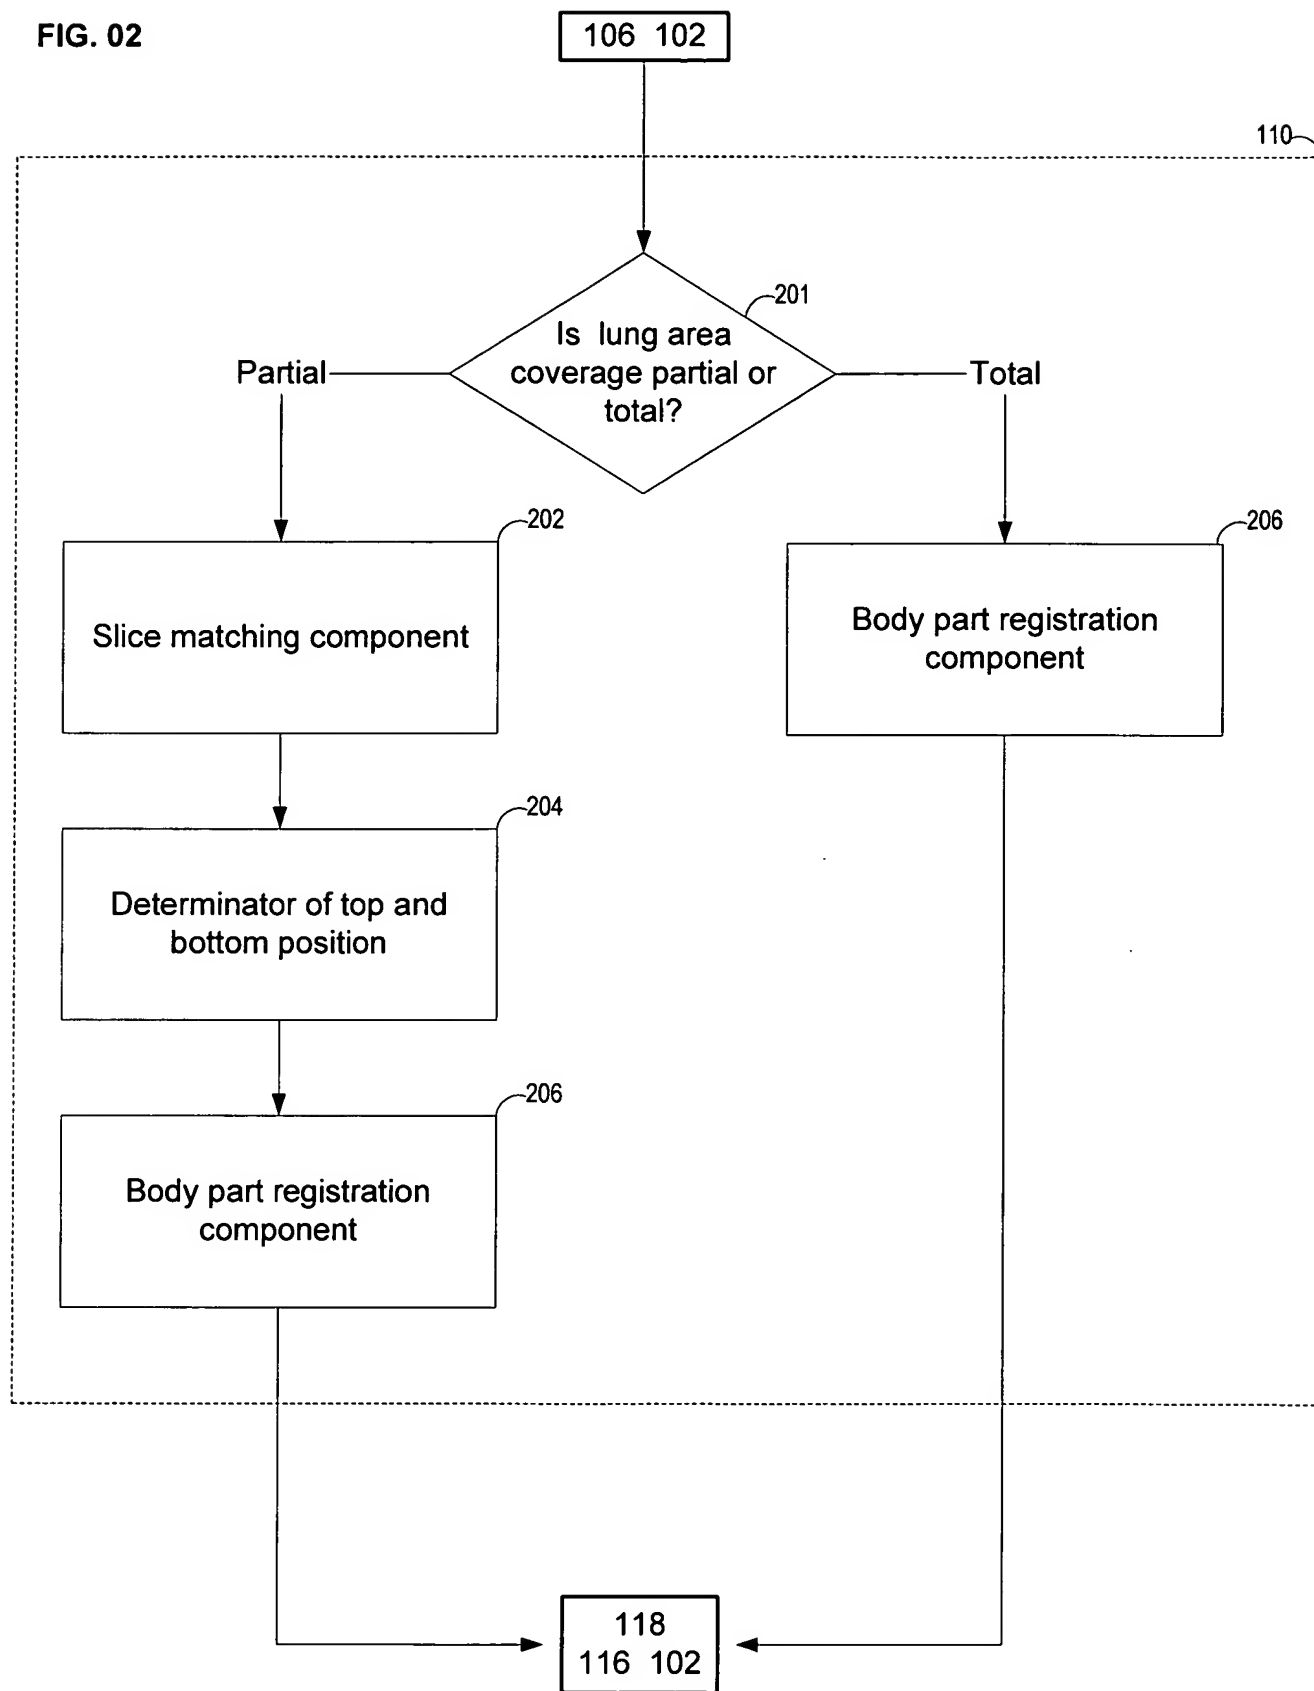 FIG. 02
106 102
110
201
Is lung area
coverage partial or
total?
Partial
Total
202
Slice matching component
206
Body part registration
component
204
Determinator of top and
bottom position
206
Body part registration
component
118
116 102